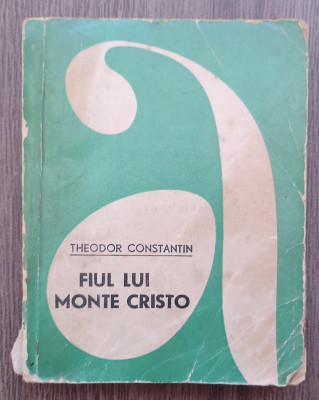 a
THEODOR CONSTANTIN
FIUL LUI
MONTE CRISTO